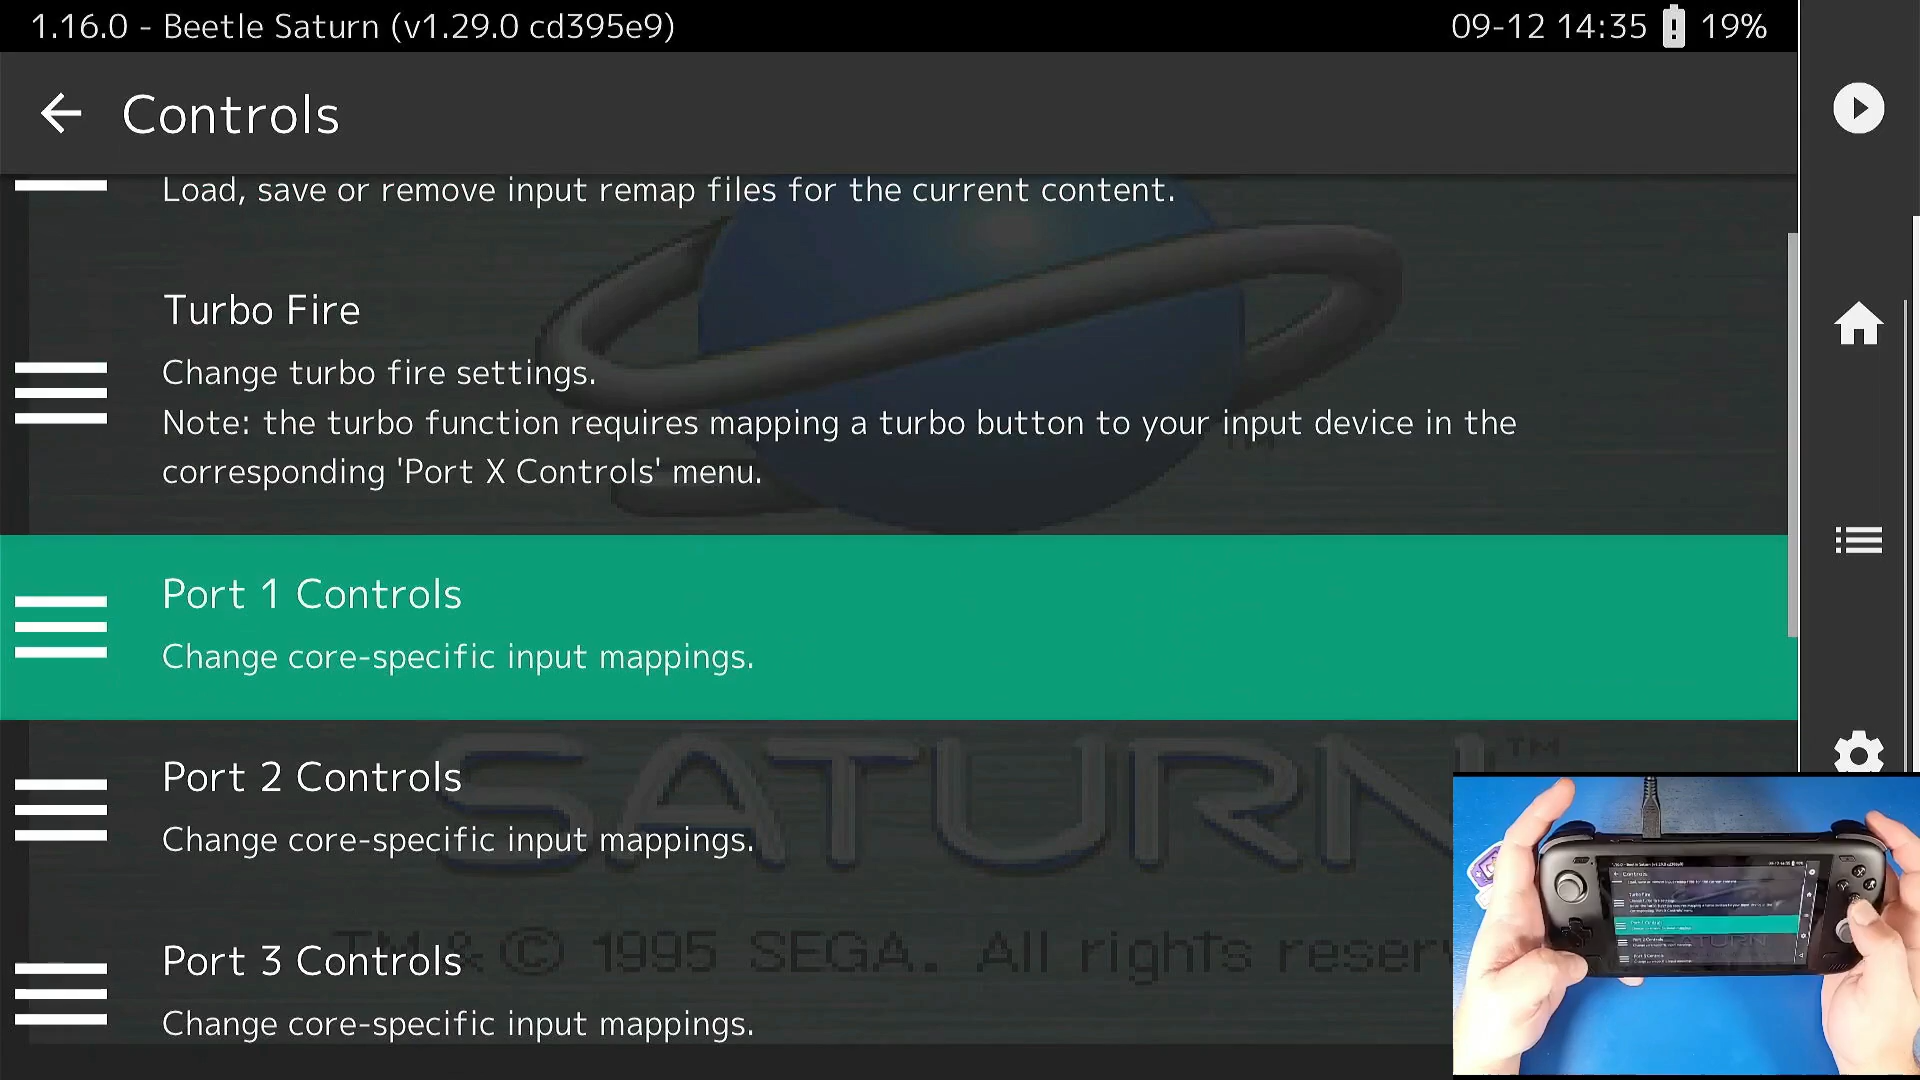 1.16.0 - Beetle Saturn (v1.29.0 cd395e9)
09-12 14:35 19%
Controls
Load, save or remove input remap files for the current content.
Turbo Fire
Change turbo fire settings.
Note: the turbo function requires mapping a turbo button to your input device in the
corresponding 'Port X Controls' menu.
Port 1 Controls
Change core-specific input mappings.
SATURN™
Port 2 Controls
Change core-specific input mappings.
TM & © 1995 SEGA. All rights reser
Port 3 Controls
Change core-specific input mappings.